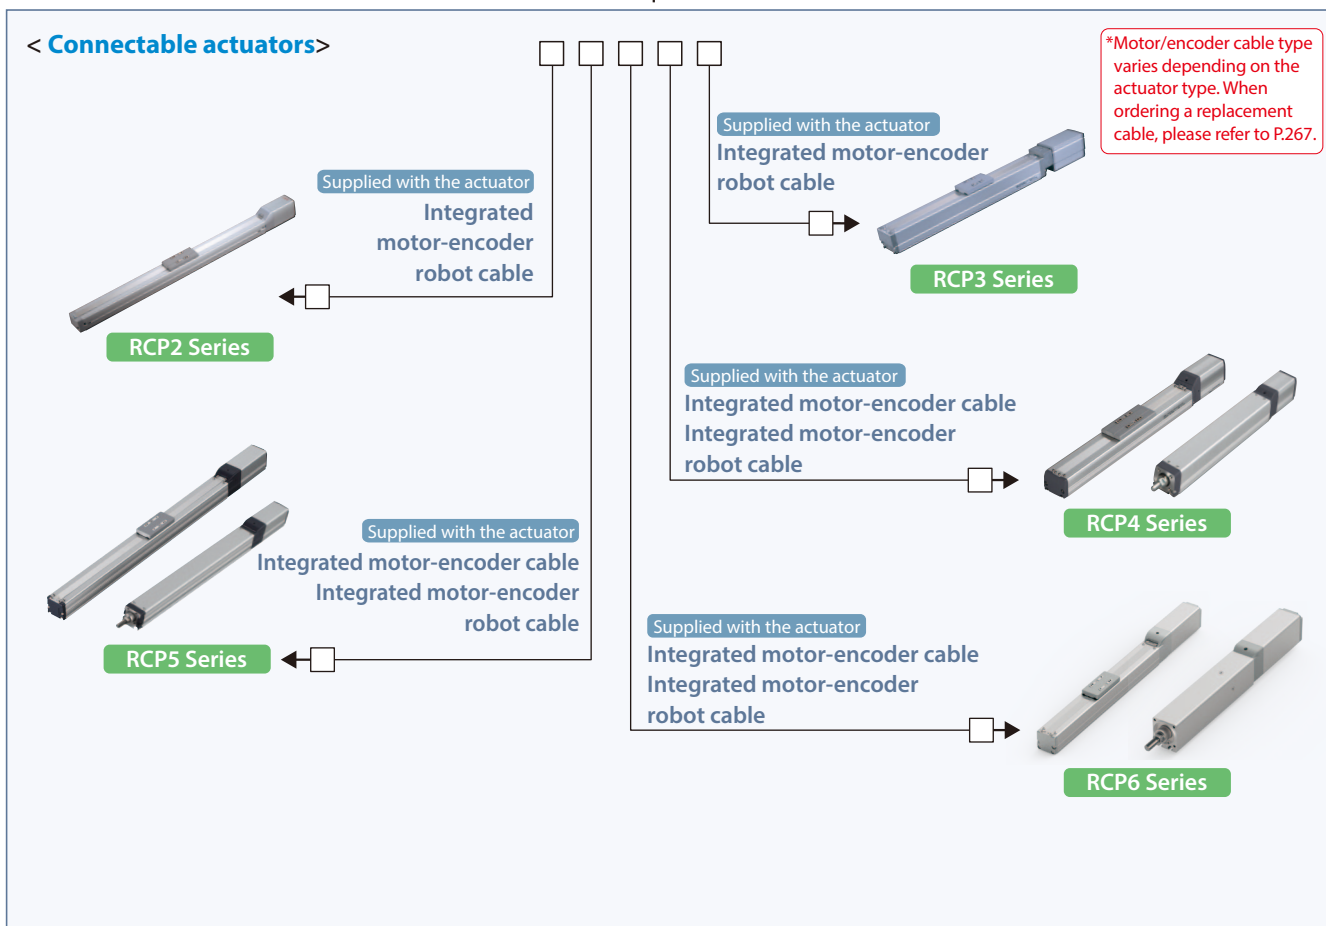 < Connectable actuators>
*Motor/encoder cable type
varies depending on the
actuator type. When
ordering a replacement
cable, please refer to P.267.
Supplied with the actuator
Integrated motor-encoder
robot cable
RCP3 Series
Supplied with the actuator
Integrated
motor-encoder
robot cable
RCP2 Series
Supplied with the actuator
Integrated motor-encoder cable
Integrated motor-encoder
robot cable
RCP4 Series
Supplied with the actuator
Integrated motor-encoder cable
Integrated motor-encoder
robot cable
RCP5 Series
Supplied with the actuator
Integrated motor-encoder cable
Integrated motor-encoder
robot cable
RCP6 Series